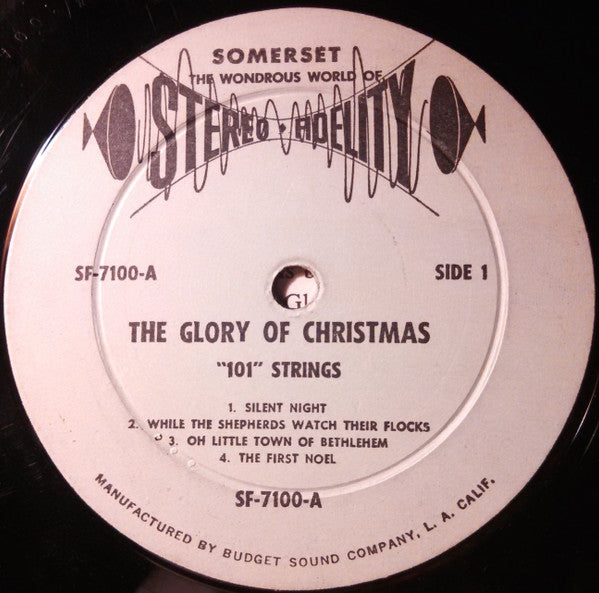 SOMERSET
THE WONDROUS WORLD OF
STEREO · FIDELITY
SF-7100-A
SIDE 1
Gl
THE GLORY OF CHRISTMAS
"101" STRINGS
1. SILENT NIGHT
2. WHILE THE SHEPHERDS WATCH THEIR FLOCKS
3. OH LITTLE TOWN OF BETHLEHEM
4. THE FIRST NOEL
SF-7100-A
MANUFACTURED BY BUDGET SOUND COMPANY, L. A. CALIF.